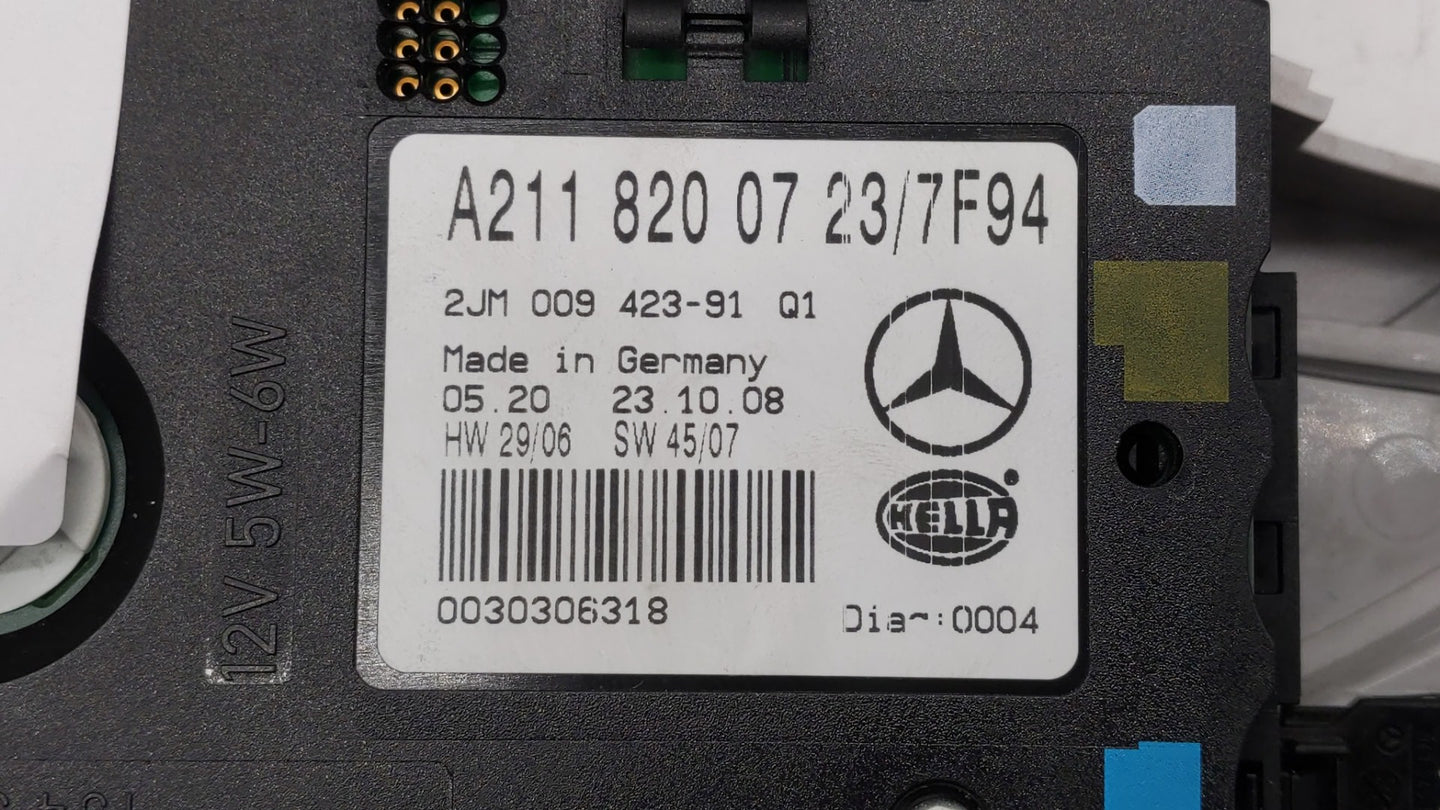 A211 820 07 23/7F94
2JM 009 423-91 Q1
Made in Germany
05.20 23.10.08
HW 29/06 SW 45/07
HELLA
0030306318
Diag:0004
12V 5W-6W